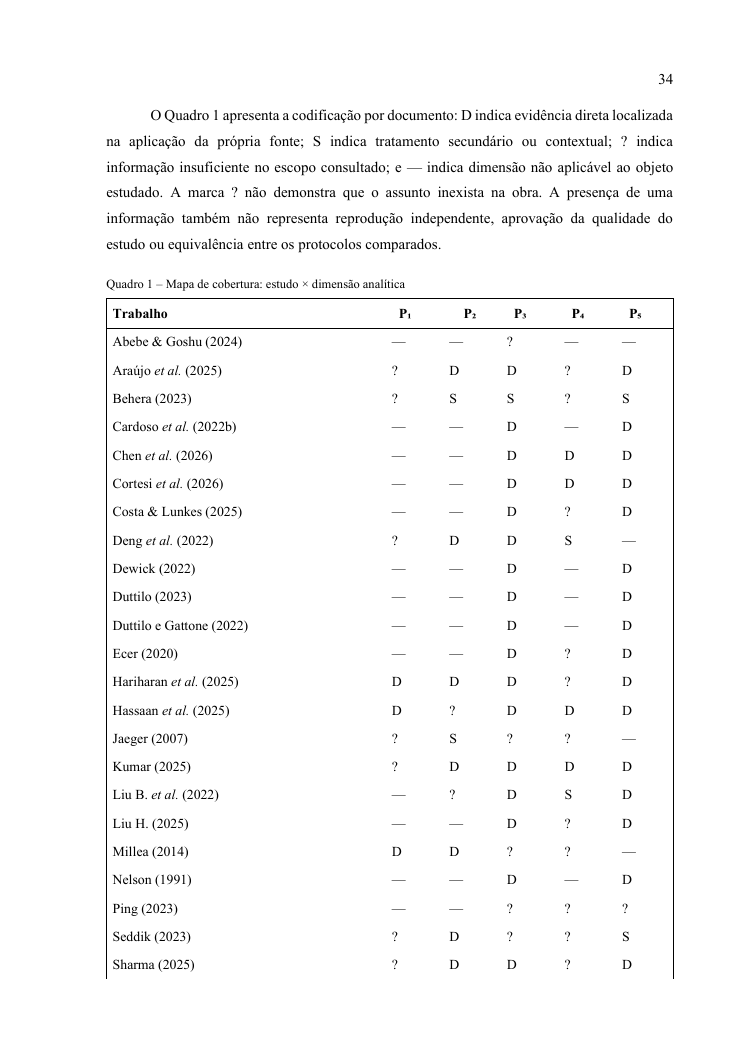 34
O Quadro 1 apresenta a codificação por documento: D indica evidência direta localizada
na aplicação da própria fonte; S indica tratamento secundário ou contextual; ? indica
informação insuficiente no escopo consultado; e — indica dimensão não aplicável ao objeto
estudado. A marca ? não demonstra que o assunto inexista na obra. A presença de uma
informação também não representa reprodução independente, aprovação da qualidade do
estudo ou equivalência entre os protocolos comparados.
Quadro 1 – Mapa de cobertura: estudo × dimensão analítica
Trabalho P₁ P₂ P₃ P₄ P₅
Abebe & Goshu (2024) — — ? — —
Araújo et al. (2025) ? D D ? D
Behera (2023) ? S S ? S
Cardoso et al. (2022b) — — D — D
Chen et al. (2026) — — D D D
Cortesi et al. (2026) — — D D D
Costa & Lunkes (2025) — — D ? D
Deng et al. (2022) ? D D S —
Dewick (2022) — — D — D
Duttilo (2023) — — D — D
Duttilo e Gattone (2022) — — D — D
Ecer (2020) — — D ? D
Hariharan et al. (2025) D D D ? D
Hassaan et al. (2025) D ? D D D
Jaeger (2007) ? S ? ? —
Kumar (2025) ? D D D D
Liu B. et al. (2022) — ? D S D
Liu H. (2025) — — D ? D
Millea (2014) D D ? ? —
Nelson (1991) — — D — D
Ping (2023) — — ? ? ?
Seddik (2023) ? D ? ? S
Sharma (2025) ? D D ? D